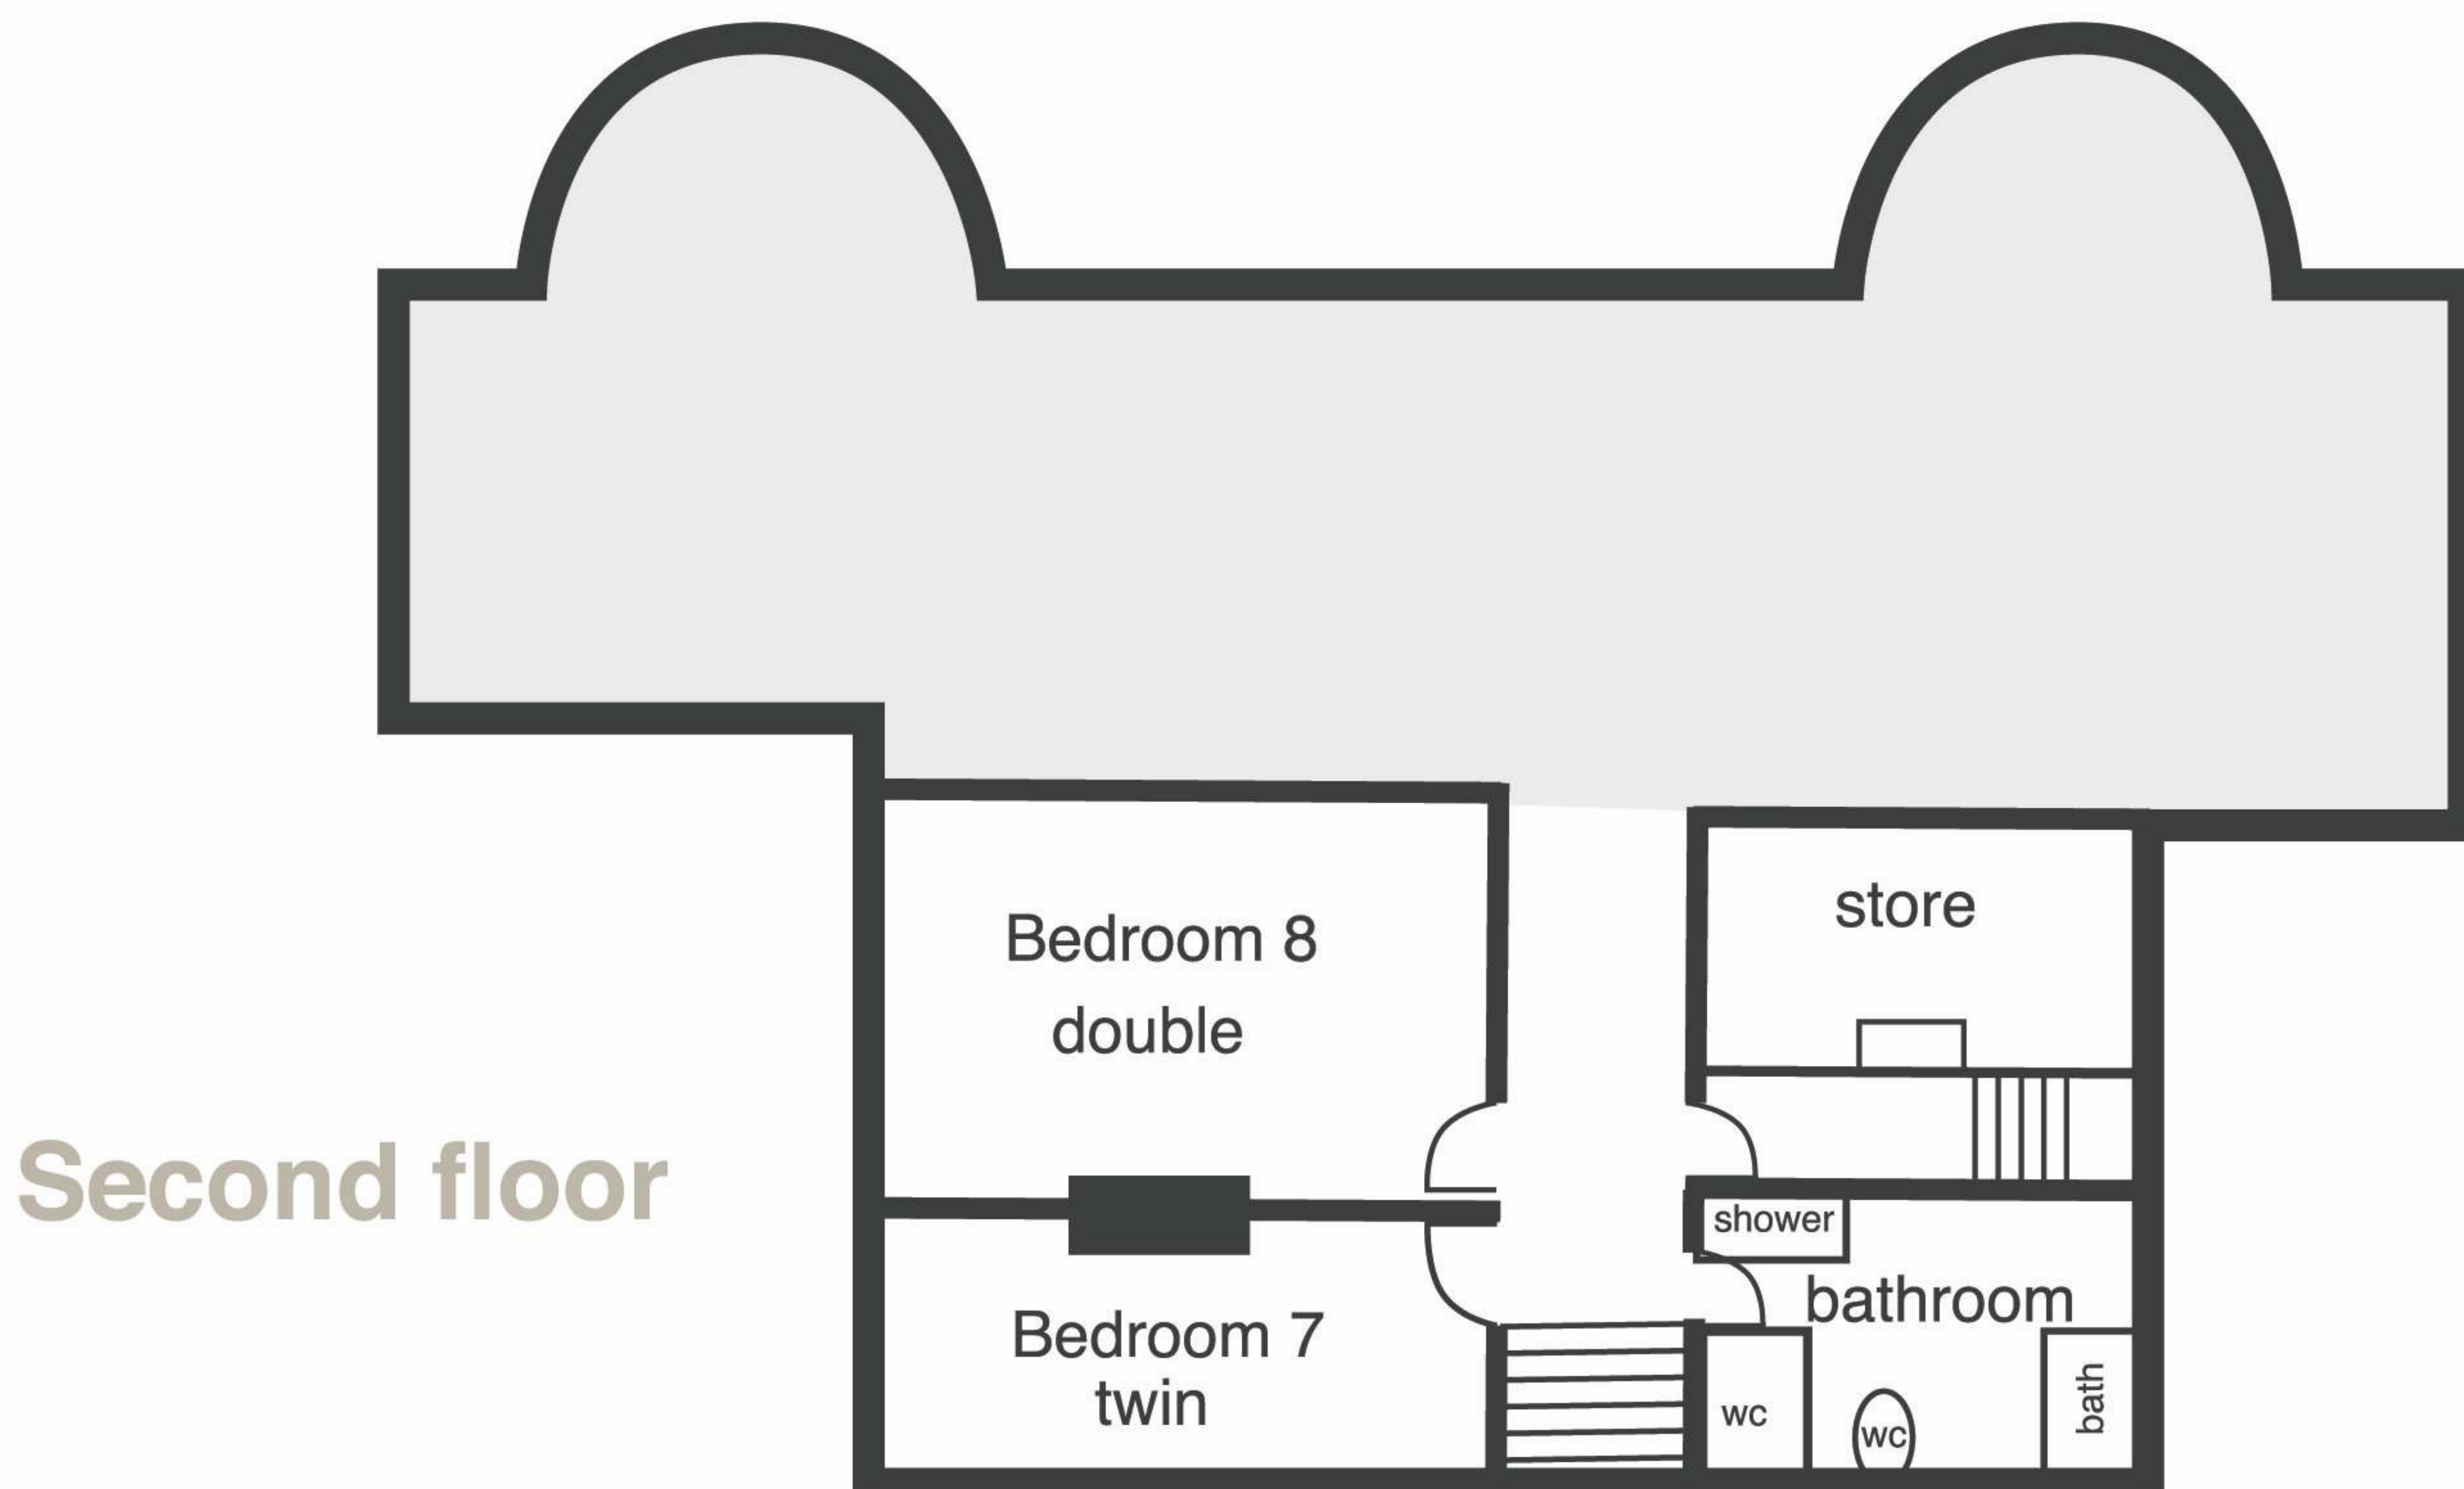 Bedroom 8
double
store
Second floor
shower
bathroom
Bedroom 7
twin
wc
wc
bath